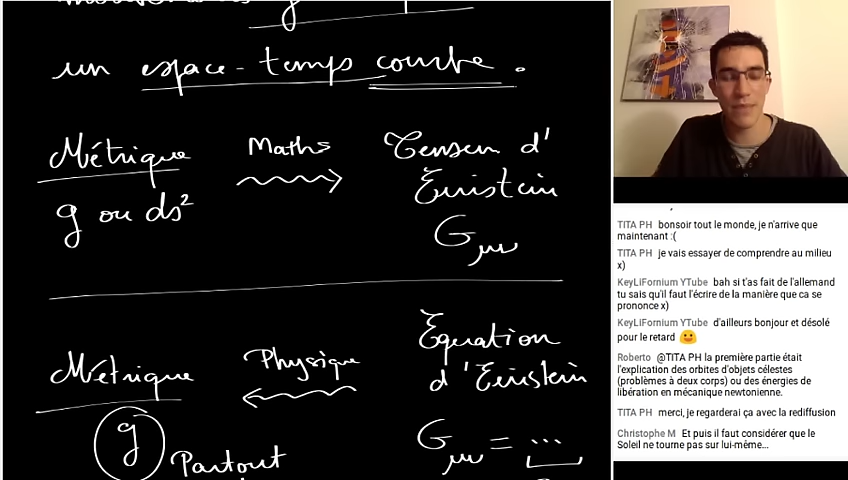 un espace-temps courbe.
Métrique
Maths
Tenseur d'
Einstein
g ou ds²
Gμν
Équation
d'Einstein
Métrique
Physique
g
Partout
Gμν = ...
TITA PH bonsoir tout le monde, je n'arrive que
maintenant :(
TITA PH je vais essayer de comprendre au milieu
x)
KeyLiFornium YTube bah si t'as fait de l'allemand
tu sais qu'il faut l'écrire de la manière que ca se
prononce x)
KeyLiFornium YTube d'ailleurs bonjour et désolé
pour le retard
Roberto @TITA PH la première partie était
l'explication des orbites d'objets célestes
(problèmes à deux corps) ou des énergies de
libération en mécanique newtonienne.
TITA PH merci, je regarderai ça avec la rediffusion
Christophe M Et puis il faut considérer que le
Soleil ne tourne pas sur lui-même...